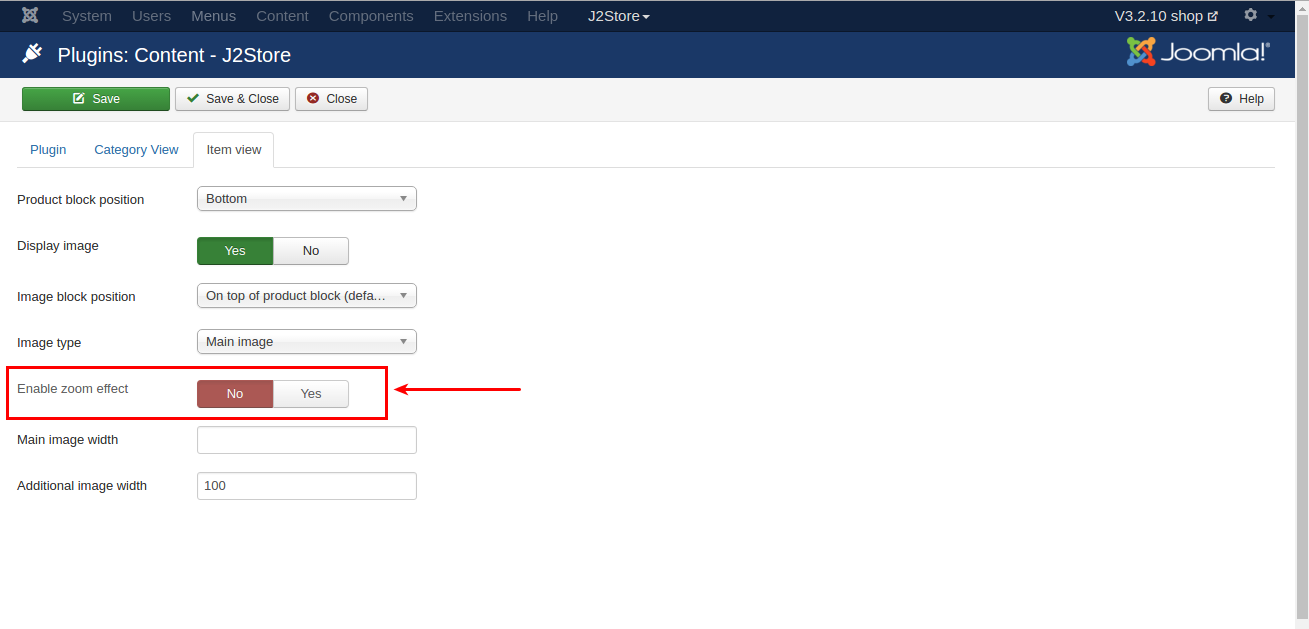 System Users Menus Content Components Extensions Help J2Store V3.2.10 shop
Plugins: Content - J2Store Joomla!®
Save Save & Close Close Help
Plugin Category View Item view
Product block position Bottom
Display image Yes No
Image block position On top of product block (defa...
Image type Main image
Enable zoom effect No Yes
Main image width
Additional image width 100